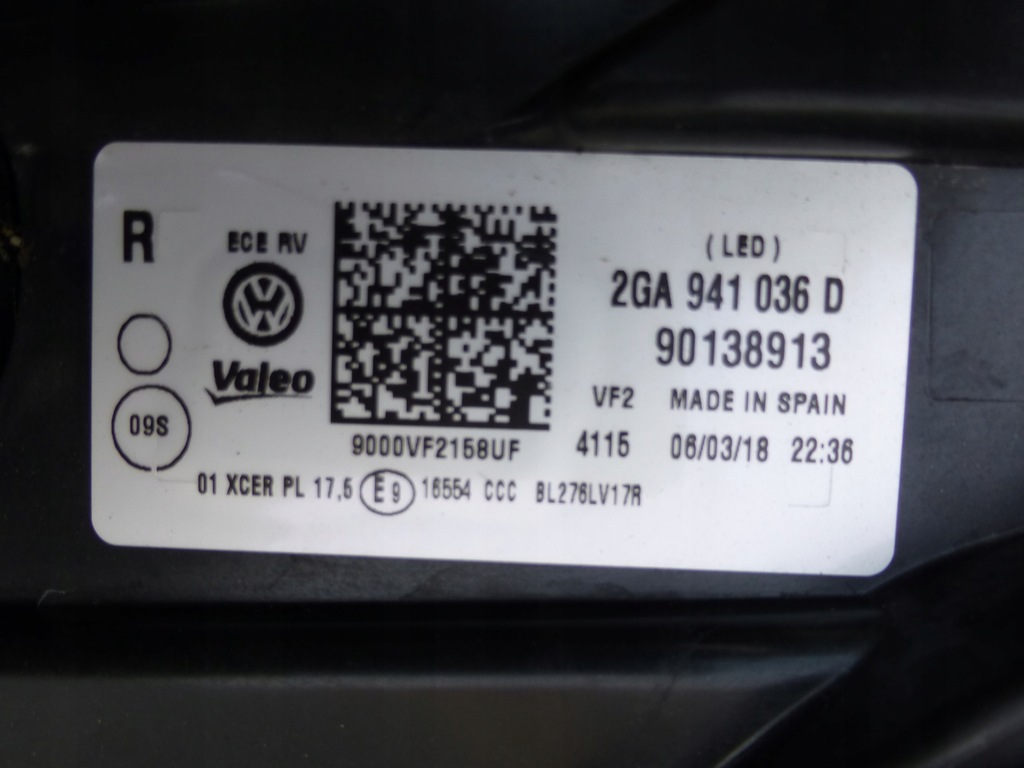 R
ECE RV
(LED)
2GA 941 036 D
90138913
Valeo
09S
VF2 MADE IN SPAIN
9000VF2158UF
4115 06/03/18 22:36
01 XCER PL 17,5 E9 16554 CCC BL276LV17R